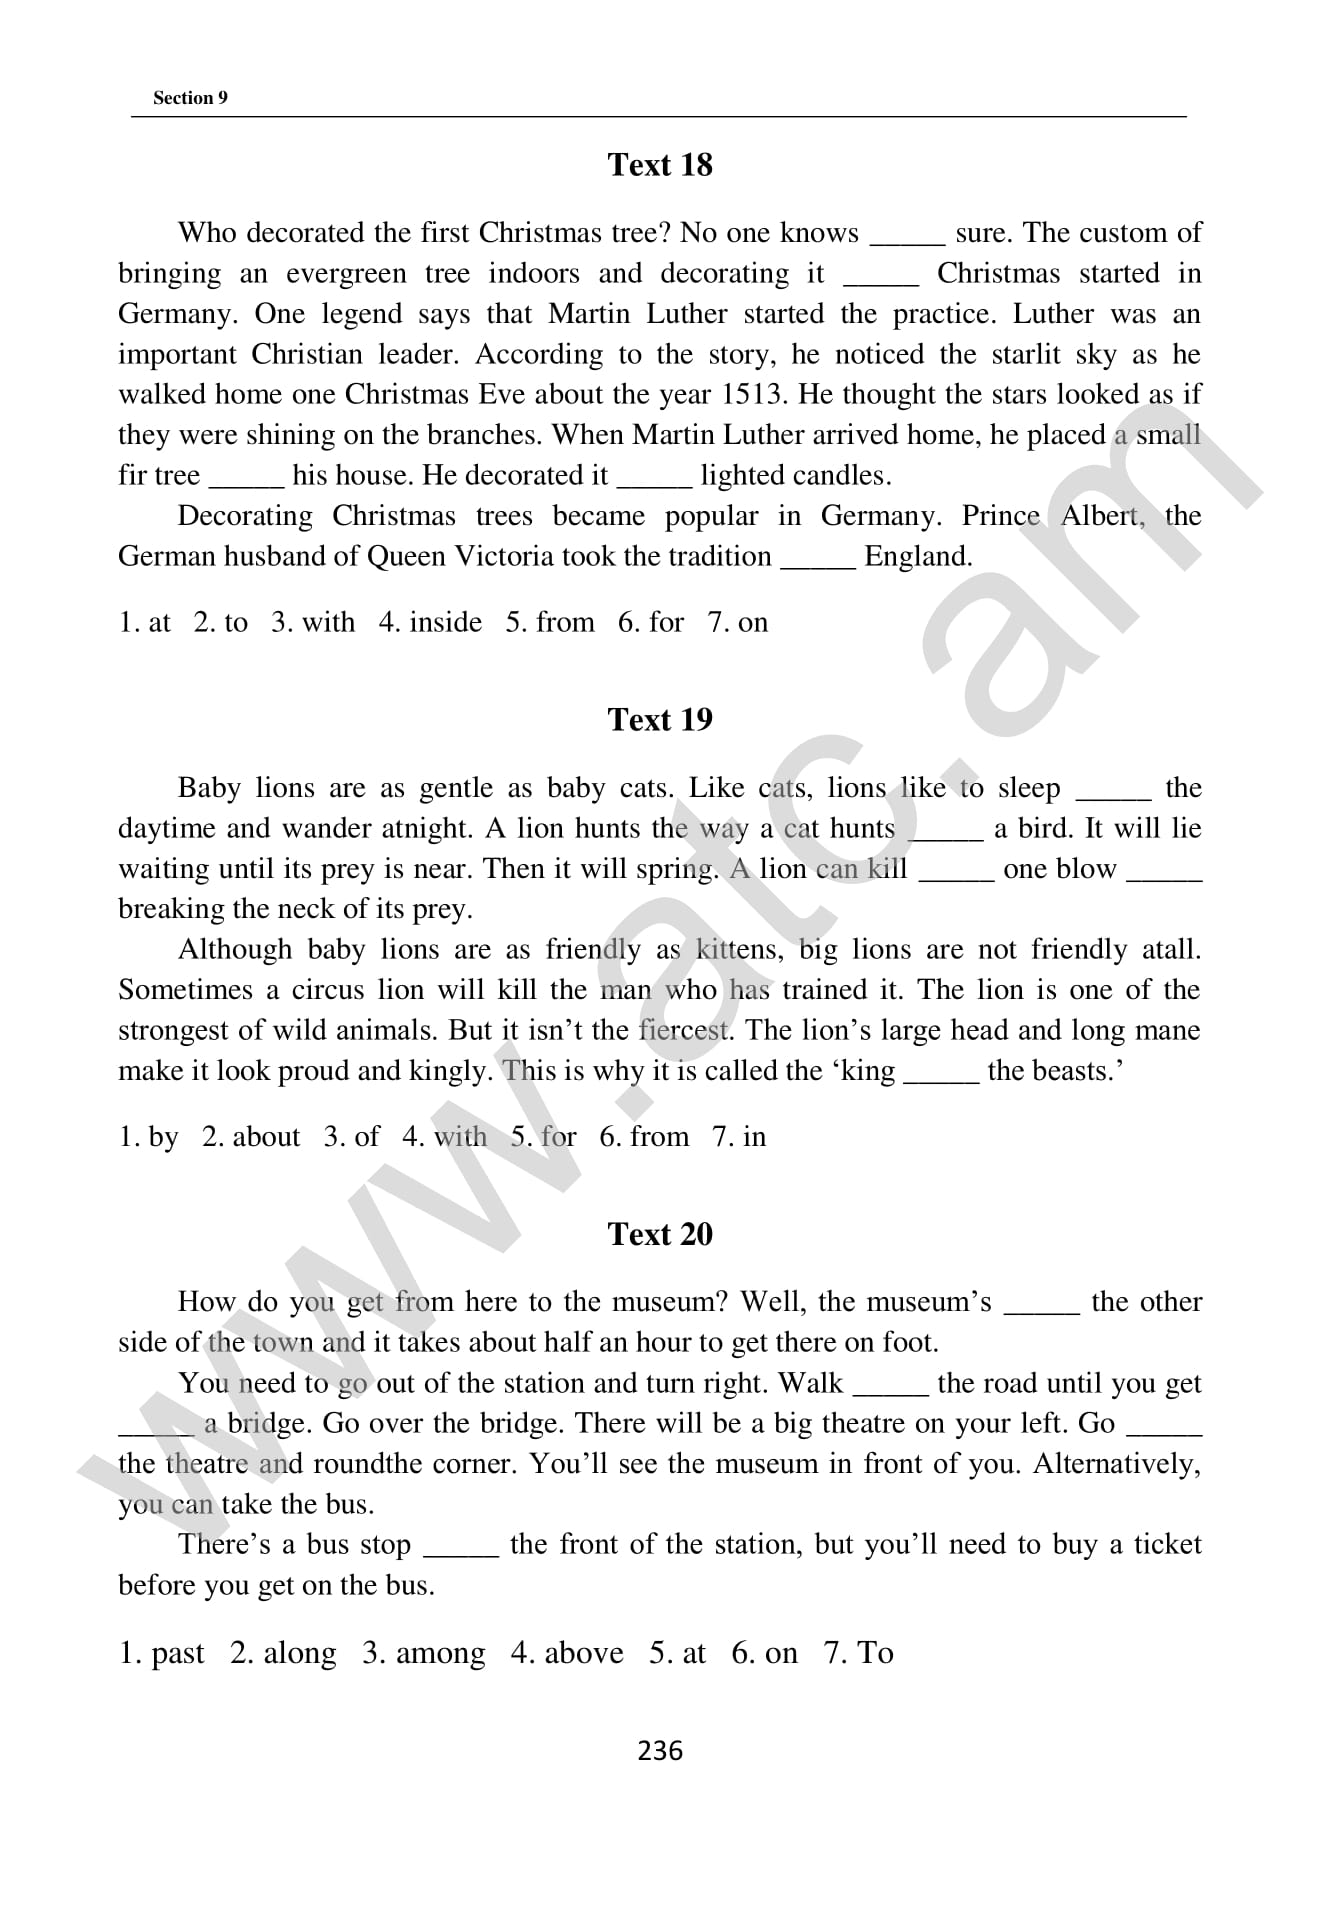 Section 9
Text 18
Who decorated the first Christmas tree? No one knows _____ sure. The custom of
bringing an evergreen tree indoors and decorating it _____ Christmas started in
Germany. One legend says that Martin Luther started the practice. Luther was an
important Christian leader. According to the story, he noticed the starlit sky as he
walked home one Christmas Eve about the year 1513. He thought the stars looked as if
they were shining on the branches. When Martin Luther arrived home, he placed a small
fir tree _____ his house. He decorated it _____ lighted candles.
Decorating Christmas trees became popular in Germany. Prince Albert, the
German husband of Queen Victoria took the tradition _____ England.
1. at 2. to 3. with 4. inside 5. from 6. for 7. on
Text 19
Baby lions are as gentle as baby cats. Like cats, lions like to sleep _____ the
daytime and wander atnight. A lion hunts the way a cat hunts _____ a bird. It will lie
waiting until its prey is near. Then it will spring. A lion can kill _____ one blow _____
breaking the neck of its prey.
Although baby lions are as friendly as kittens, big lions are not friendly atall.
Sometimes a circus lion will kill the man who has trained it. The lion is one of the
strongest of wild animals. But it isn’t the fiercest. The lion’s large head and long mane
make it look proud and kingly. This is why it is called the ‘king _____ the beasts.’
1. by 2. about 3. of 4. with 5. for 6. from 7. in
Text 20
How do you get from here to the museum? Well, the museum’s _____ the other
side of the town and it takes about half an hour to get there on foot.
You need to go out of the station and turn right. Walk _____ the road until you get
_____ a bridge. Go over the bridge. There will be a big theatre on your left. Go _____
the theatre and roundthe corner. You’ll see the museum in front of you. Alternatively,
you can take the bus.
There’s a bus stop _____ the front of the station, but you’ll need to buy a ticket
before you get on the bus.
1. past 2. along 3. among 4. above 5. at 6. on 7. To
236
www.atc.am